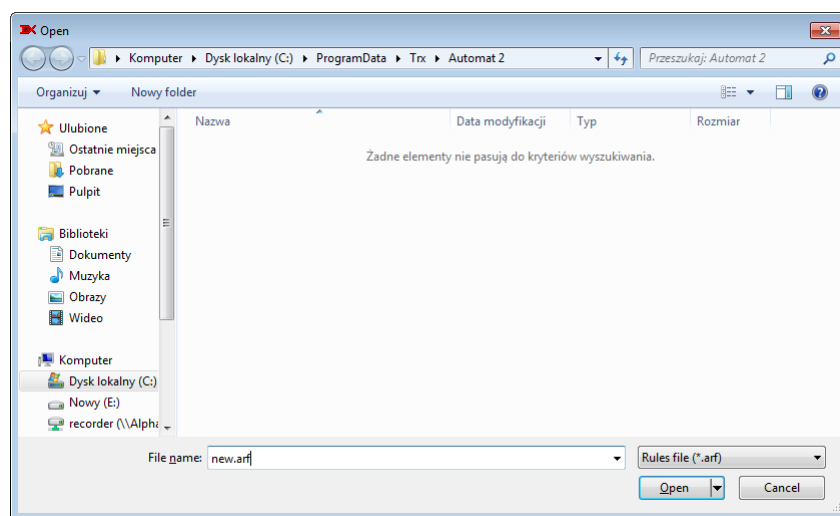 Open
Komputer ▸ Dysk lokalny (C:) ▸ ProgramData ▸ Trx ▸ Automat 2
Przeszukaj: Automat 2
Organizuj Nowy folder
Nazwa Data modyfikacji Typ Rozmiar
Żadne elementy nie pasują do kryteriów wyszukiwania.
Ulubione
Ostatnie miejsca
Pobrane
Pulpit
Biblioteki
Dokumenty
Muzyka
Obrazy
Wideo
Komputer
Dysk lokalny (C:)
Nowy (E:)
recorder (\\Alpha
File name: new.arf
Rules file (*.arf)
Open Cancel